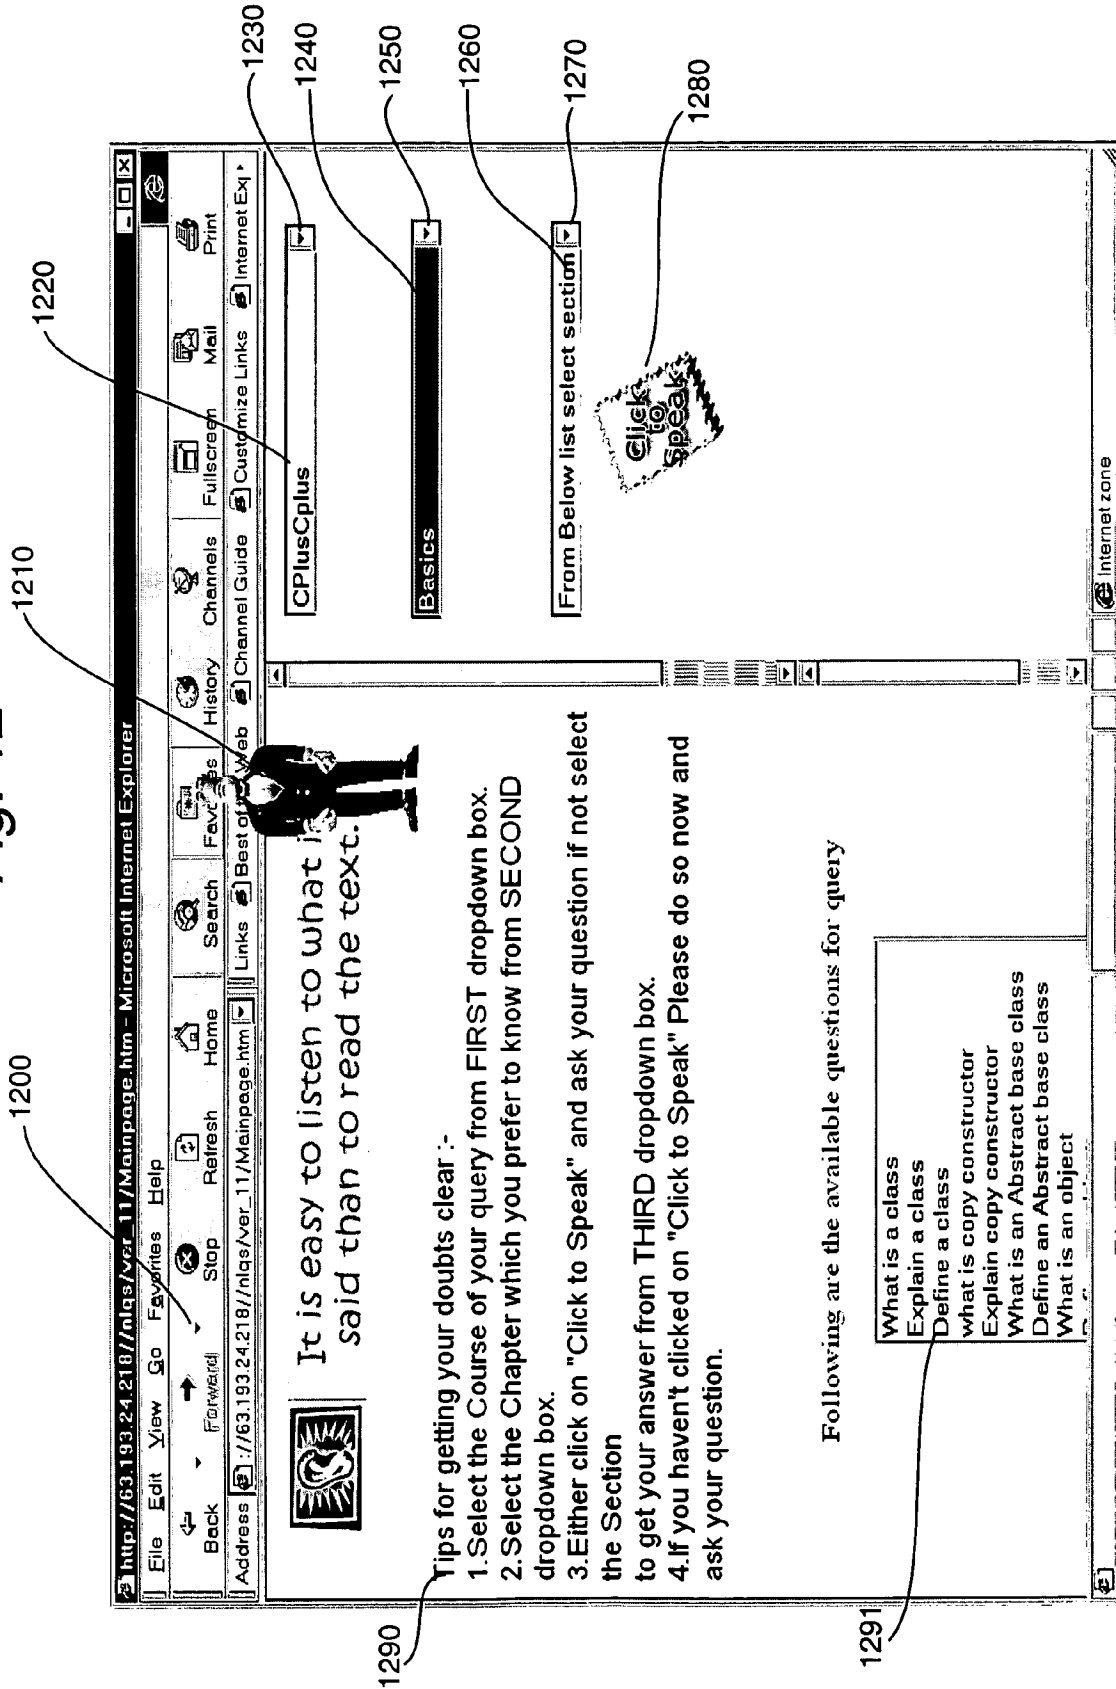 1200
1210
1220
http://63.193.24.218//nlqs/ver_11/Mainpage.htm - Microsoft Internet Explorer
File Edit View Go Favorites Help
Back Forward Stop Refresh Home Search Favorites History Channels Fullscreen Mail Print
Address ://63.193.24.218//nlqs/ver_11/Mainpage.htm Links Best of Web Channel Guide Customize Links Internet Exp
It is easy to listen to what i
said than to read the text.
Tips for getting your doubts clear :-
1.Select the Course of your query from FIRST dropdown box.
2.Select the Chapter which you prefer to know from SECOND
dropdown box.
3.Either click on "Click to Speak" and ask your question if not select
the Section
to get your answer from THIRD dropdown box.
4.If you haven't clicked on "Click to Speak" Please do so now and
ask your question.
Following are the available questions for query
What is a class
Explain a class
Define a class
what is copy constructor
Explain copy constructor
What is an Abstract base class
Define an Abstract base class
What is an object
CPlusCplus
Basics
From Below list select section
Click
to
Speak
Internet zone
1230
1240
1250
1260
1270
1280
1290
1291